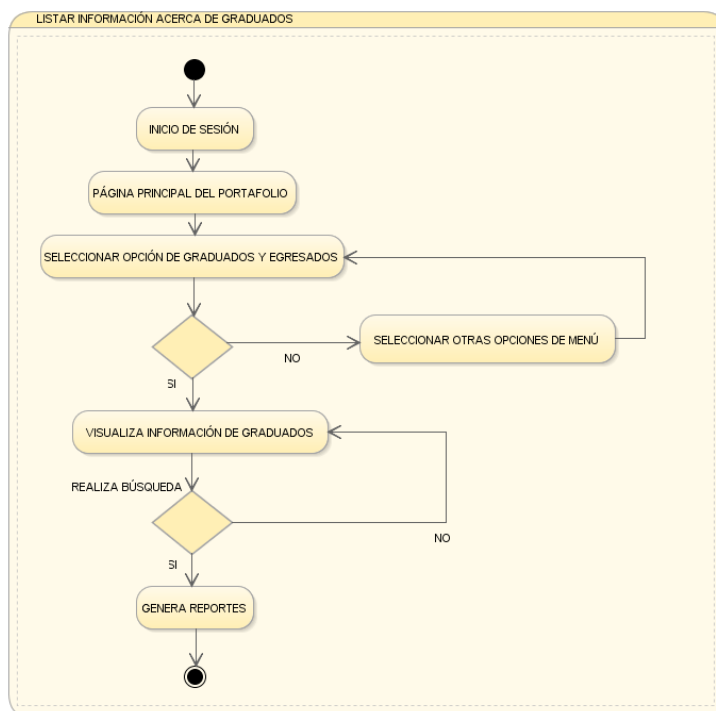 LISTAR INFORMACIÓN ACERCA DE GRADUADOS
INICIO DE SESIÓN
PÁGINA PRINCIPAL DEL PORTAFOLIO
SELECCIONAR OPCIÓN DE GRADUADOS Y EGRESADOS
SELECCIONAR OTRAS OPCIONES DE MENÚ
NO
SI
VISUALIZA INFORMACIÓN DE GRADUADOS
REALIZA BÚSQUEDA
NO
SI
GENERA REPORTES